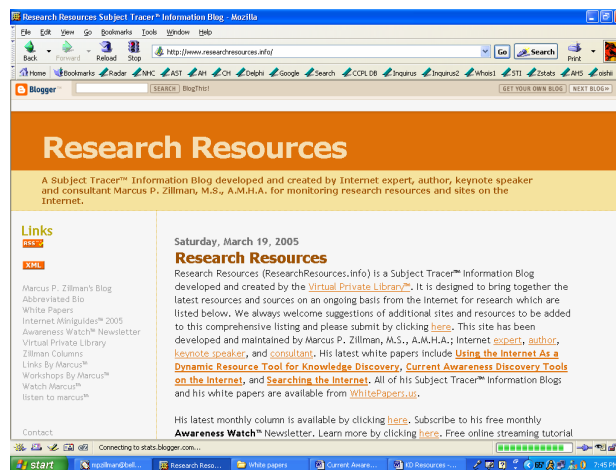 Research Resources Subject Tracer™ Information Blog - Mozilla
File Edit View Go Bookmarks Tools Window Help
Back Forward Reload Stop http://www.researchresources.info/ Go Search Print
Home Bookmarks Radar NHC AST AH CH Delphi Google Search CCPL DB Inquirus Inquirus2 Whois1 STI Zstats AHS oishii
Blogger™ SEARCH BlogThis! GET YOUR OWN BLOG NEXT BLOG»
Research Resources
A Subject Tracer™ Information Blog developed and created by Internet expert, author, keynote speaker
and consultant Marcus P. Zillman, M.S., A.M.H.A. for monitoring research resources and sites on the
Internet.
Links
RSS
XML
Marcus P. Zillman's Blog
Abbreviated Bio
White Papers
Internet Miniguides™ 2005
Awareness Watch™ Newsletter
Virtual Private Library
Zillman Columns
Links By Marcus™
Workshops By Marcus™
Watch Marcus™
listen to marcus™
Contact
Saturday, March 19, 2005
Research Resources
Research Resources (ResearchResources.info) is a Subject Tracer™ Information Blog
developed and created by the Virtual Private Library™. It is designed to bring together the
latest resources and sources on an ongoing basis from the Internet for research which are
listed below. We always welcome suggestions of additional sites and resources to be added
to this comprehensive listing and please submit by clicking here. This site has been
developed and maintained by Marcus P. Zillman, M.S., A.M.H.A.; Internet expert, author,
keynote speaker, and consultant. His latest white papers include Using the Internet As a
Dynamic Resource Tool for Knowledge Discovery, Current Awareness Discovery Tools
on the Internet, and Searching the Internet. All of his Subject Tracer™ Information Blogs
and his white papers are available from WhitePapers.us.
His latest monthly column is available by clicking here. Subscribe to his free monthly
Awareness Watch™ Newsletter. Learn more by clicking here. Free online streaming tutorial
Connecting to stats.blogger.com...
start mpzillman@bell... Research Reso... White papers Current Aware... KD Resources - ... 7:45 PM